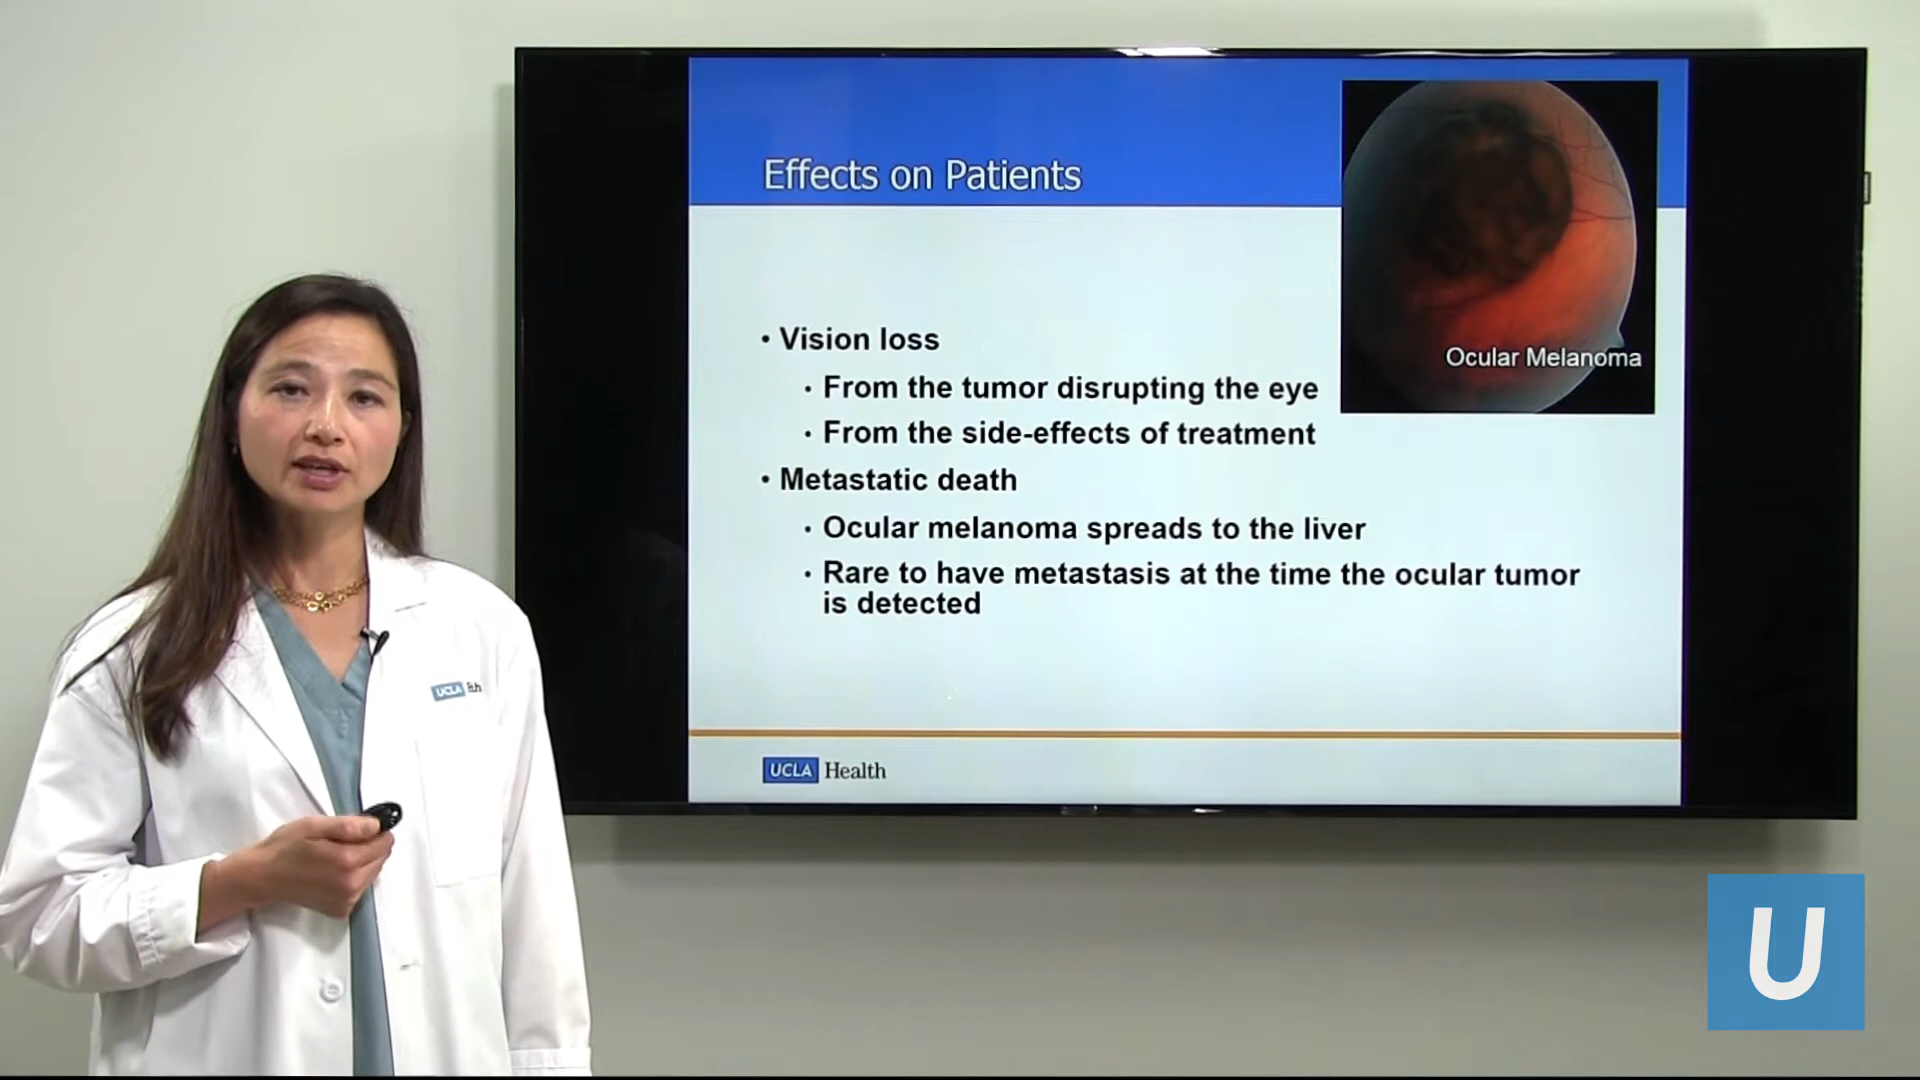 Effects on Patients
Ocular Melanoma
• Vision loss
• From the tumor disrupting the eye
• From the side-effects of treatment
• Metastatic death
• Ocular melanoma spreads to the liver
• Rare to have metastasis at the time the ocular tumor
is detected
UCLA Health
UCLA
U